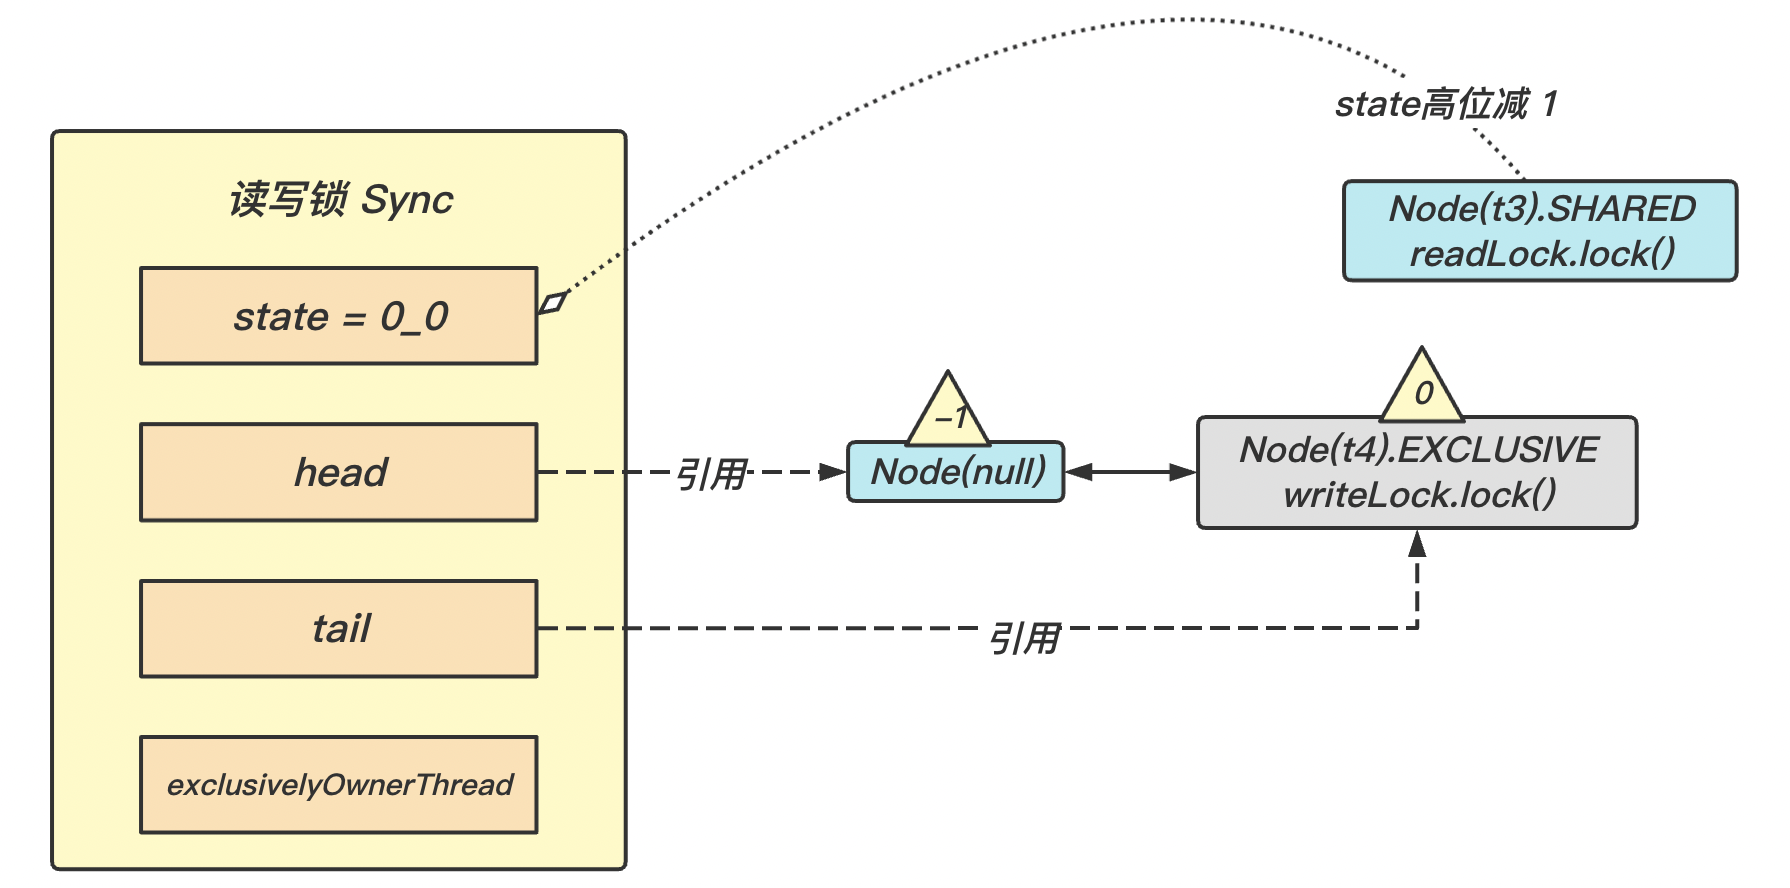 state高位减 1
读写锁 Sync
Node(t3).SHARED
readLock.lock()
state = 0_0
0
–1
Node(t4).EXCLUSIVE
writeLock.lock()
head
引用
Node(null)
tail
引用
exclusivelyOwnerThread